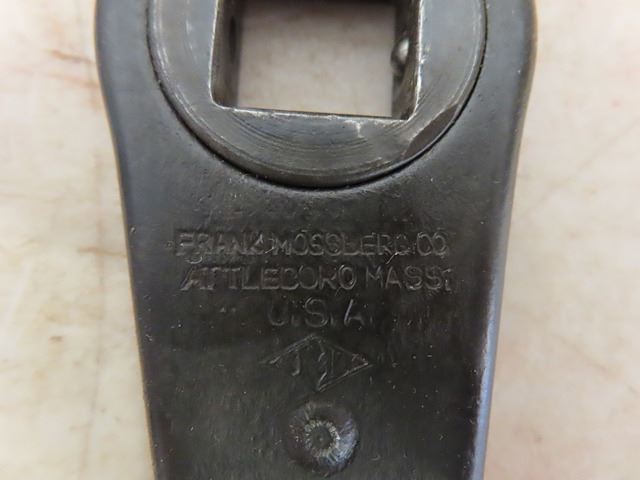 FRANK MOSSBERG CO
ATTLEBORO MASS.
U.S.A.